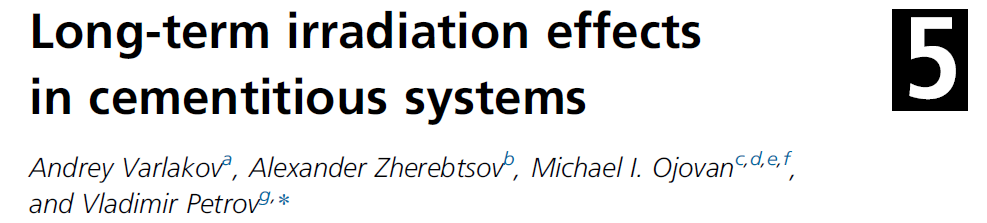 Long-term irradiation effects
in cementitious systems
5
Andrey Varlakovᵃ, Alexander Zherebtsovᵇ, Michael I. Ojovanᶜ,ᵈ,ᵉ,ᶠ,
and Vladimir Petrovᵍ,*